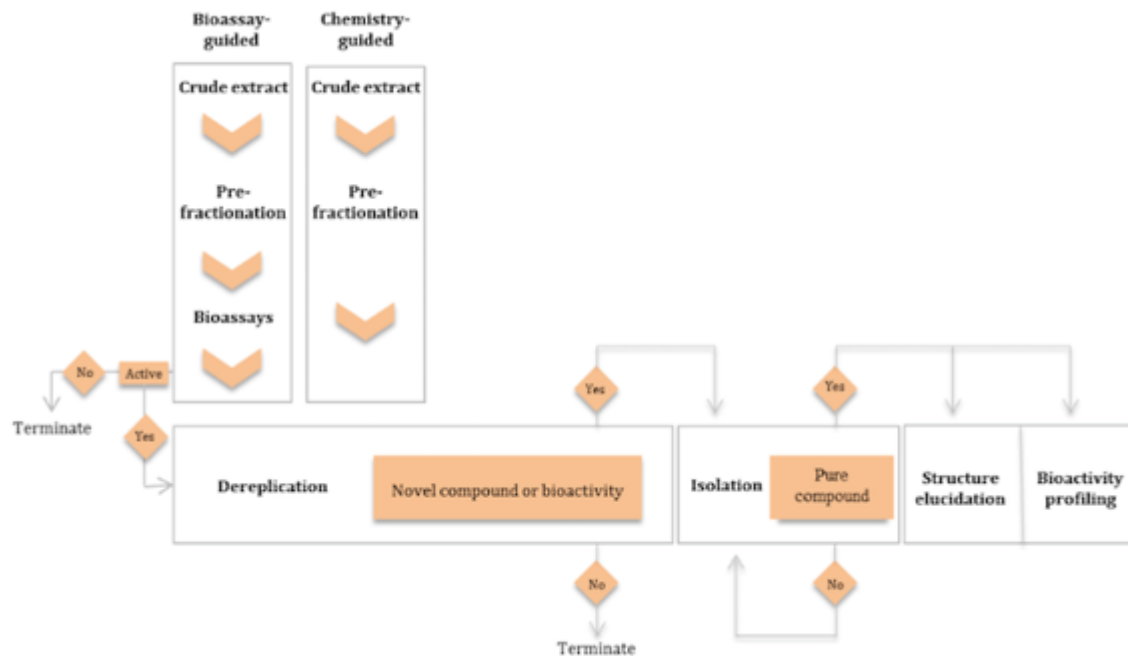 Bioassay-
guided
Chemistry-
guided
Crude extract
Crude extract
Pre-
fractionation
Pre-
fractionation
Bioassays
No
Active
Terminate
Yes
Yes
Yes
Dereplication
Novel compound or bioactivity
Isolation
Pure
compound
Structure
elucidation
Bioactivity
profiling
No
No
Terminate